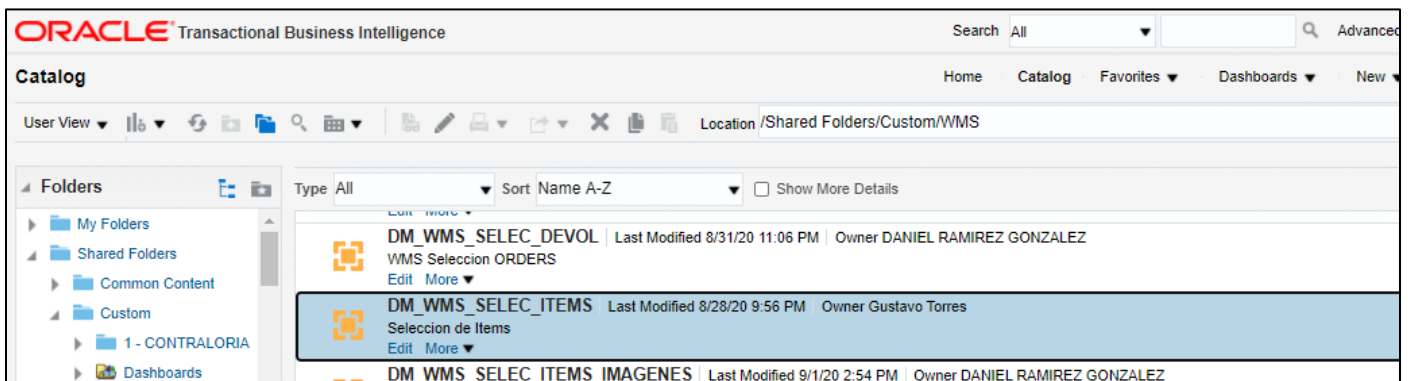 ORACLE Transactional Business Intelligence Search All Advanced
Catalog Home Catalog Favorites Dashboards New
User View Location /Shared Folders/Custom/WMS
Folders Type All Sort Name A-Z Show More Details
Edit More
My Folders
DM_WMS_SELEC_DEVOL Last Modified 8/31/20 11:06 PM Owner DANIEL RAMIREZ GONZALEZ
Shared Folders
WMS Seleccion ORDERS
Common Content
Edit More
Custom
DM_WMS_SELEC_ITEMS Last Modified 8/28/20 9:56 PM Owner Gustavo Torres
Seleccion de Items
1 - CONTRALORIA
Edit More
Dashboards
DM_WMS_SELEC_ITEMS_IMAGENES Last Modified 9/1/20 2:54 PM Owner DANIEL RAMIREZ GONZALEZ